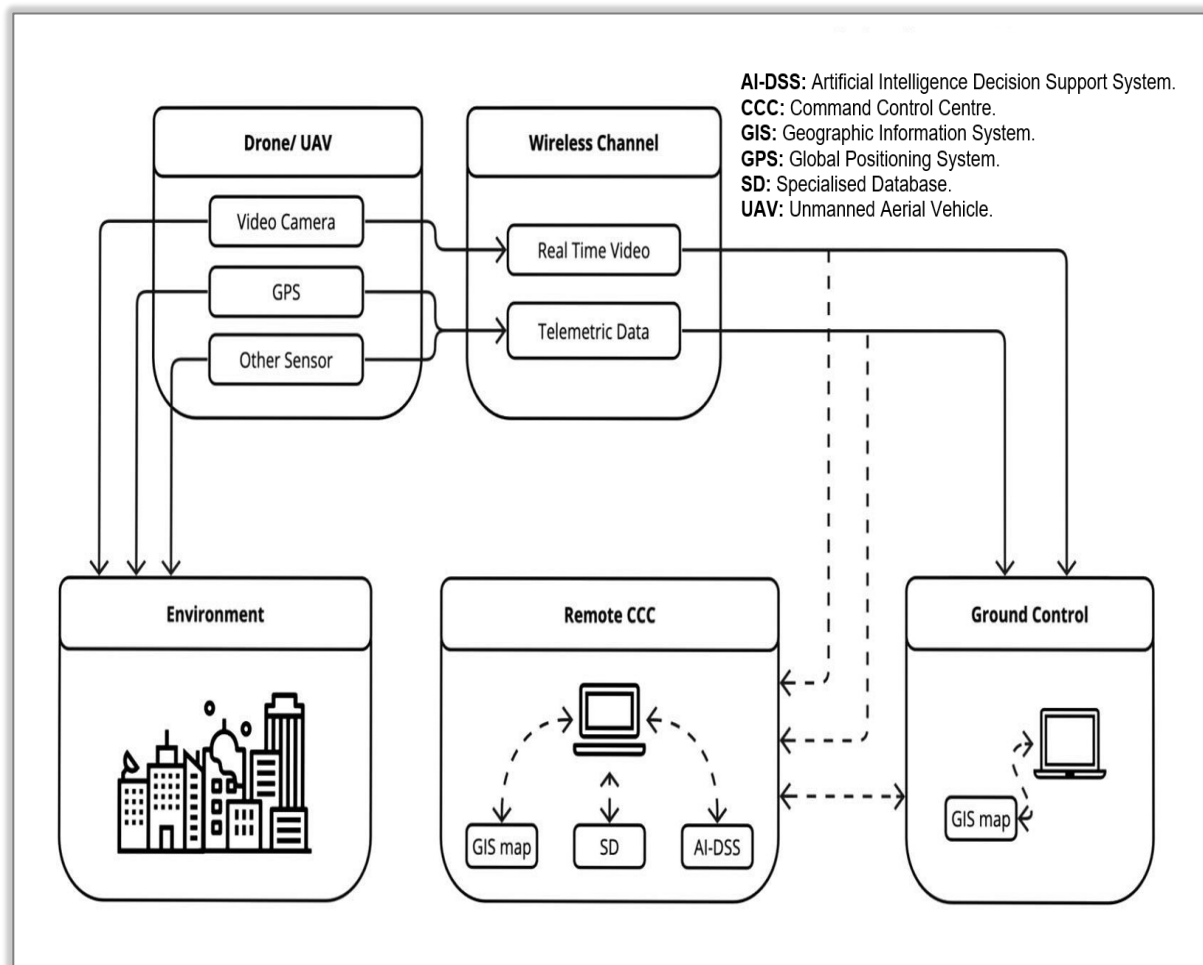 AI-DSS: Artificial Intelligence Decision Support System.
CCC: Command Control Centre.
GIS: Geographic Information System.
GPS: Global Positioning System.
SD: Specialised Database.
UAV: Unmanned Aerial Vehicle.
Drone/ UAV
Video Camera
GPS
Other Sensor
Wireless Channel
Real Time Video
Telemetric Data
Environment
Remote CCC
GIS map
SD
AI-DSS
Ground Control
GIS map